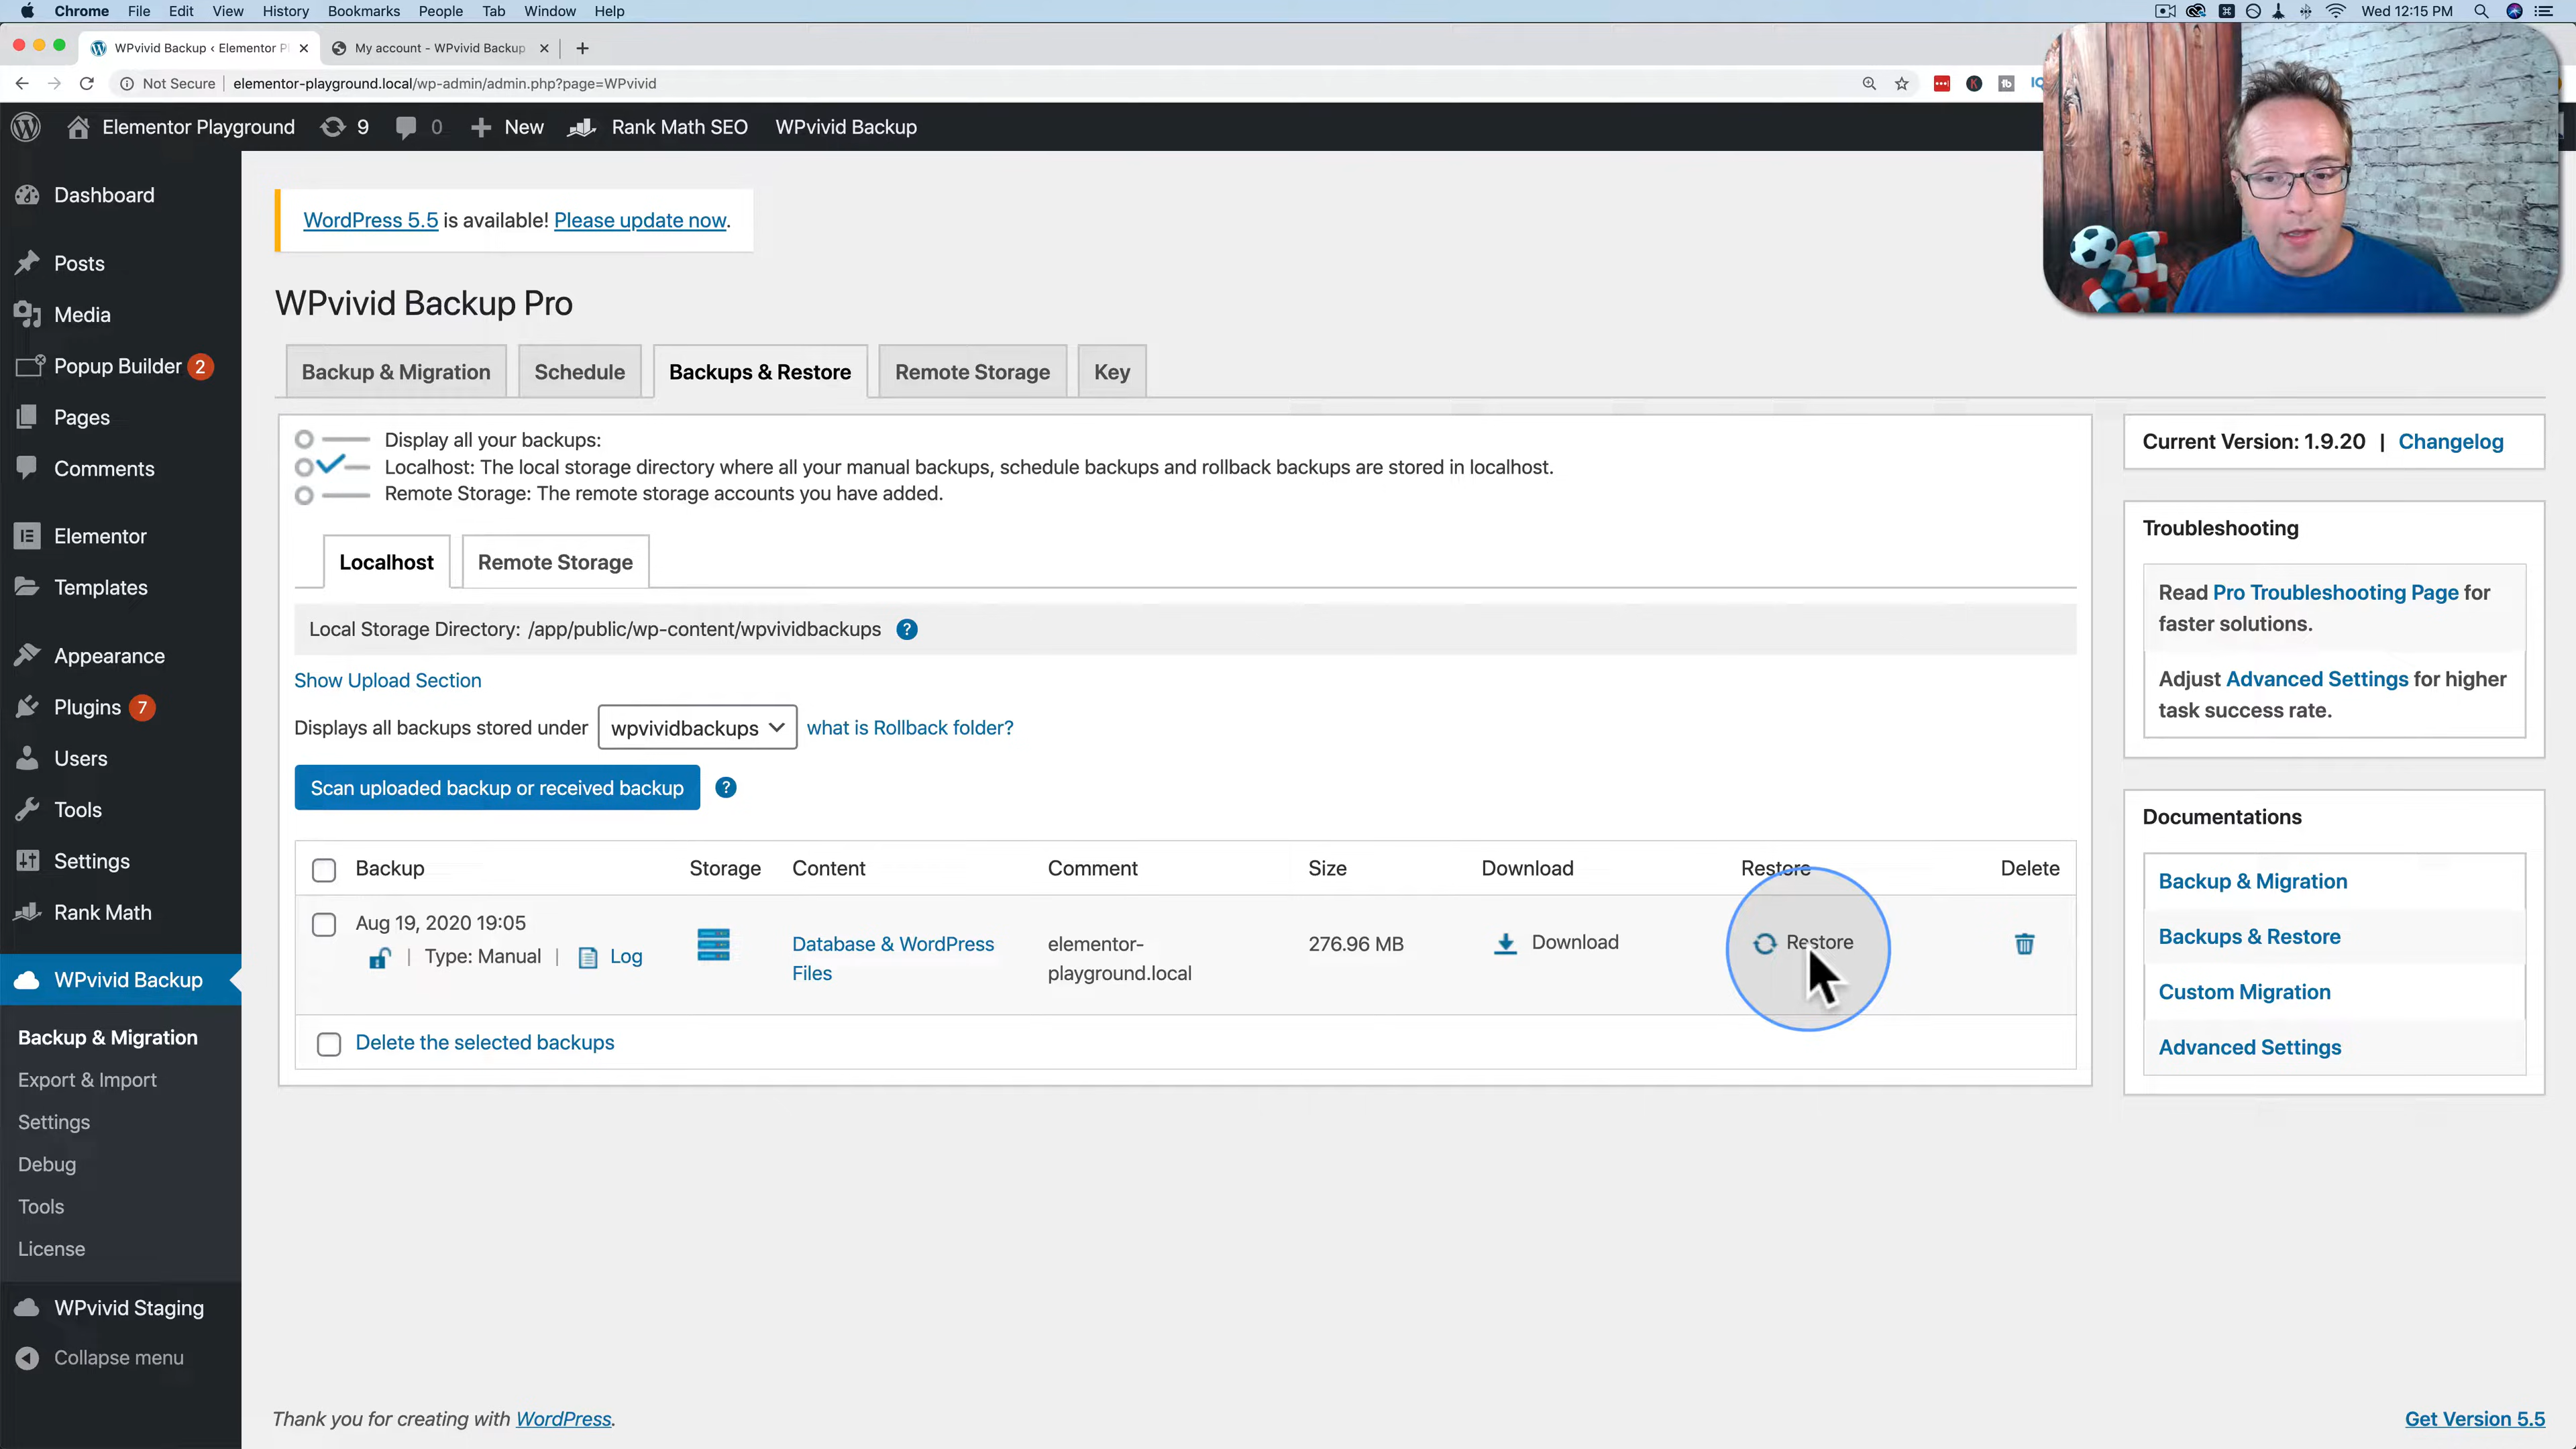 Chrome File Edit View History Bookmarks People Tab Window Help Wed 12:15 PM
WPvivid Backup ‹ Elementor Pl My account - WPvivid Backup
Not Secure elementor-playground.local/wp-admin/admin.php?page=WPvivid
Elementor Playground 9 0 New Rank Math SEO WPvivid Backup
Dashboard
Posts
Media
Popup Builder 2
Pages
Comments
Elementor
Templates
Appearance
Plugins 7
Users
Tools
Settings
Rank Math
WPvivid Backup
Backup & Migration
Export & Import
Settings
Debug
Tools
License
WPvivid Staging
Collapse menu
WordPress 5.5 is available! Please update now.
WPvivid Backup Pro
Backup & Migration Schedule Backups & Restore Remote Storage Key
Display all your backups:
Localhost: The local storage directory where all your manual backups, schedule backups and rollback backups are stored in localhost.
Remote Storage: The remote storage accounts you have added.
Localhost Remote Storage
Local Storage Directory: /app/public/wp-content/wpvividbackups ?
Show Upload Section
Displays all backups stored under wpvividbackups what is Rollback folder?
Scan uploaded backup or received backup ?
Backup Storage Content Comment Size Download Restore Delete
Aug 19, 2020 19:05
| Type: Manual | Log
Database & WordPress
Files
elementor-
playground.local
276.96 MB
Download
Restore
Delete the selected backups
Current Version: 1.9.20 | Changelog
Troubleshooting
Read Pro Troubleshooting Page for
faster solutions.
Adjust Advanced Settings for higher
task success rate.
Documentations
Backup & Migration
Backups & Restore
Custom Migration
Advanced Settings
Thank you for creating with WordPress.
Get Version 5.5